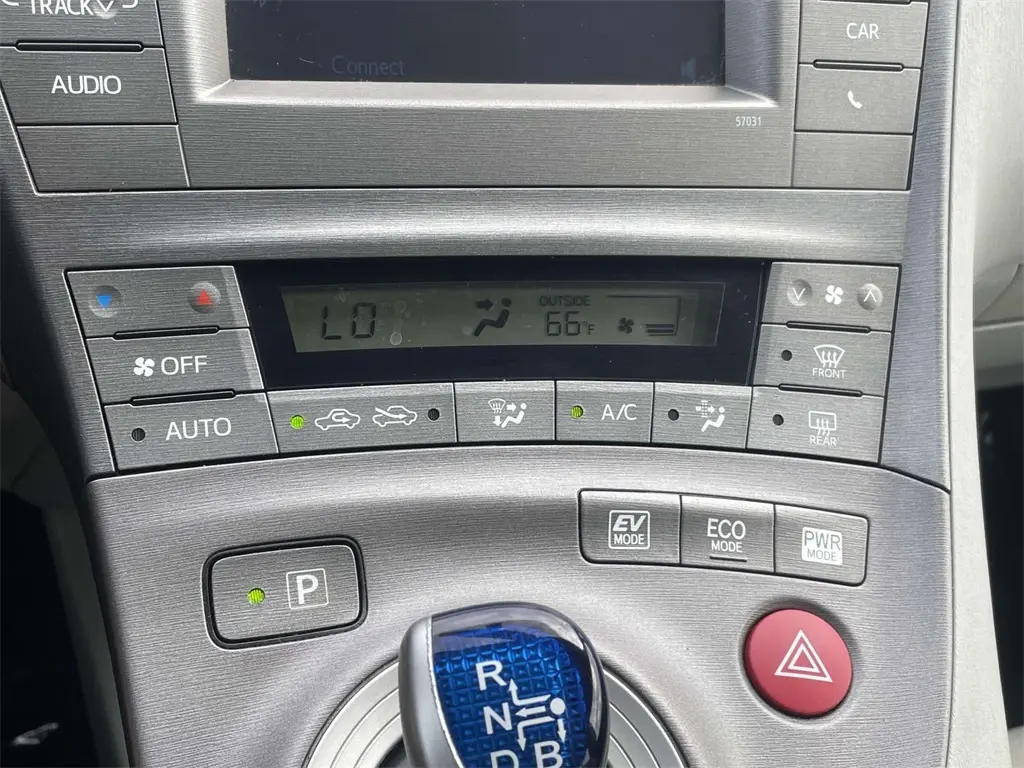 TRACK
AUDIO
Connect
CAR
57031
LO
OUTSIDE
66°F
OFF
FRONT
AUTO
A/C
REAR
EV
MODE
ECO
MODE
PWR
MODE
P
R
N
D B